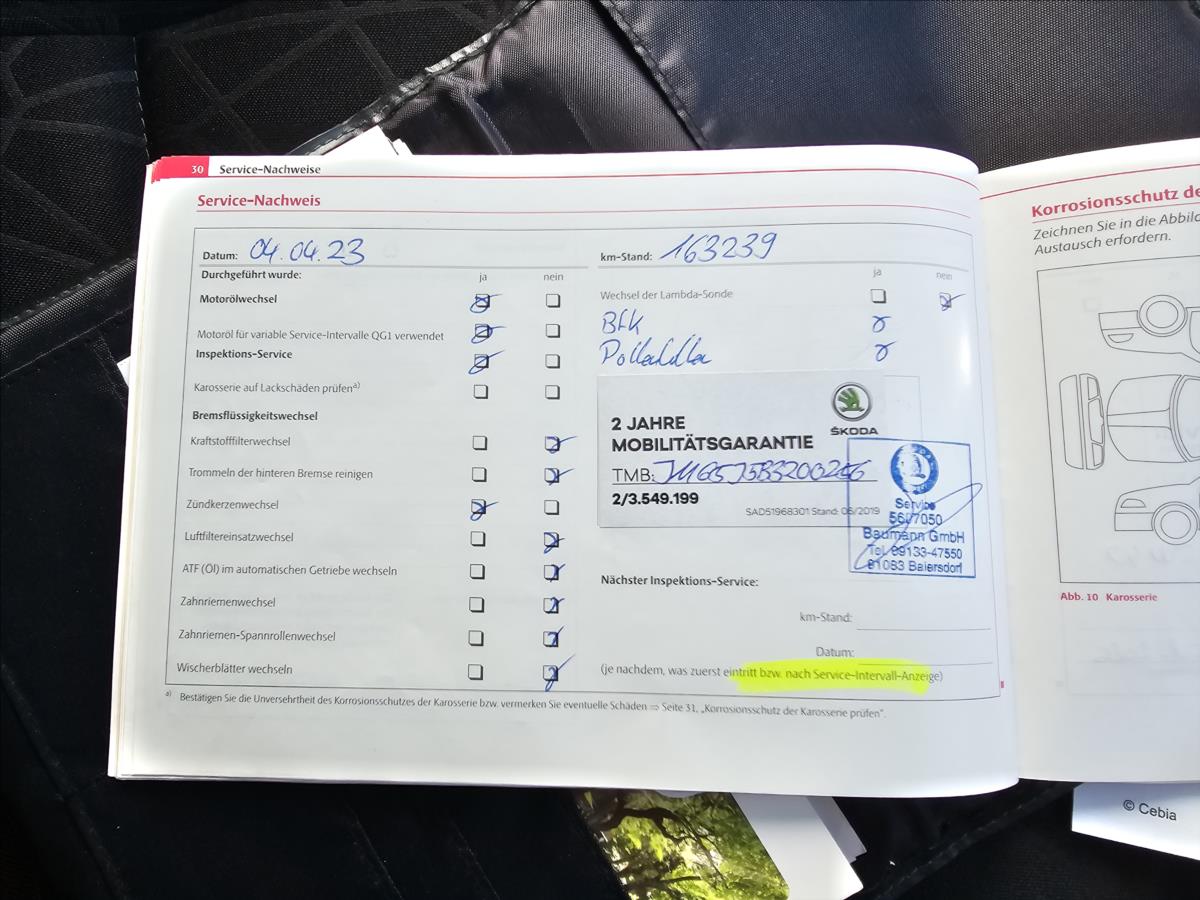 30 Service-Nachweise
Service-Nachweis
Datum: 04.04.23
Durchgeführt wurde: ja nein
Motorölwechsel
Motoröl für variable Service-Intervalle QG1 verwendet
Inspektions-Service
Karosserie auf Lackschäden prüfen a)
Bremsflüssigkeitswechsel
Kraftstofffilterwechsel
Trommeln der hinteren Bremse reinigen
Zündkerzenwechsel
Luftfiltereinsatzwechsel
ATF (Öl) im automatischen Getriebe wechseln
Zahnriemenwechsel
Zahnriemen-Spannrollenwechsel
Wischerblätter wechseln
km-Stand: 163239
ja nein
Wechsel der Lambda-Sonde
2 JAHRE
MOBILITÄTSGARANTIE
ŠKODA
TMB:
2/3.549.199
SAD51968301 Stand: 06/2019
Service
5607050
Baumann GmbH
Tel. 09133-47550
91083 Baiersdorf
Nächster Inspektions-Service:
km-Stand:
Datum:
(je nachdem, was zuerst eintritt bzw. nach Service-Intervall-Anzeige)
a) Bestätigen Sie die Unversehrtheit des Korrosionsschutzes der Karosserie bzw. vermerken Sie eventuelle Schäden ⇒ Seite 31, „Korrosionsschutz der Karosserie prüfen“.
Korrosionsschutz de
Zeichnen Sie in die Abbild
Austausch erfordern.
Abb. 10 Karosserie
© Cebia